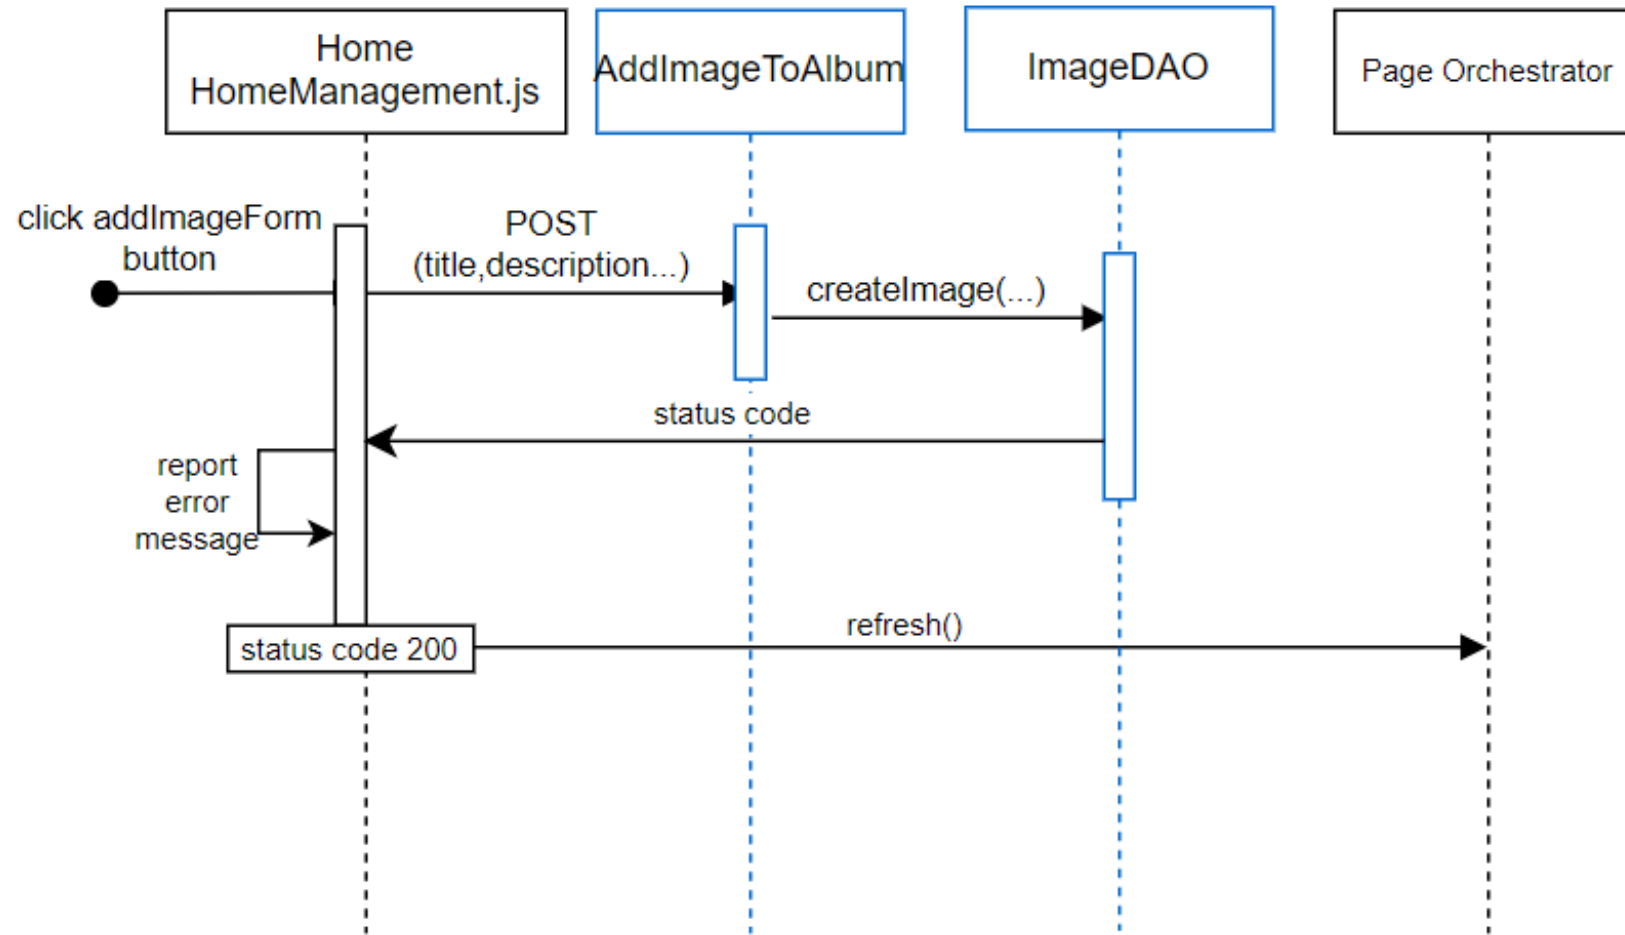 Home
HomeManagement.js
AddImageToAlbum
ImageDAO
Page Orchestrator
click addImageForm
button
POST
(title,description...)
createImage(...)
status code
report
error
message
status code 200
refresh()